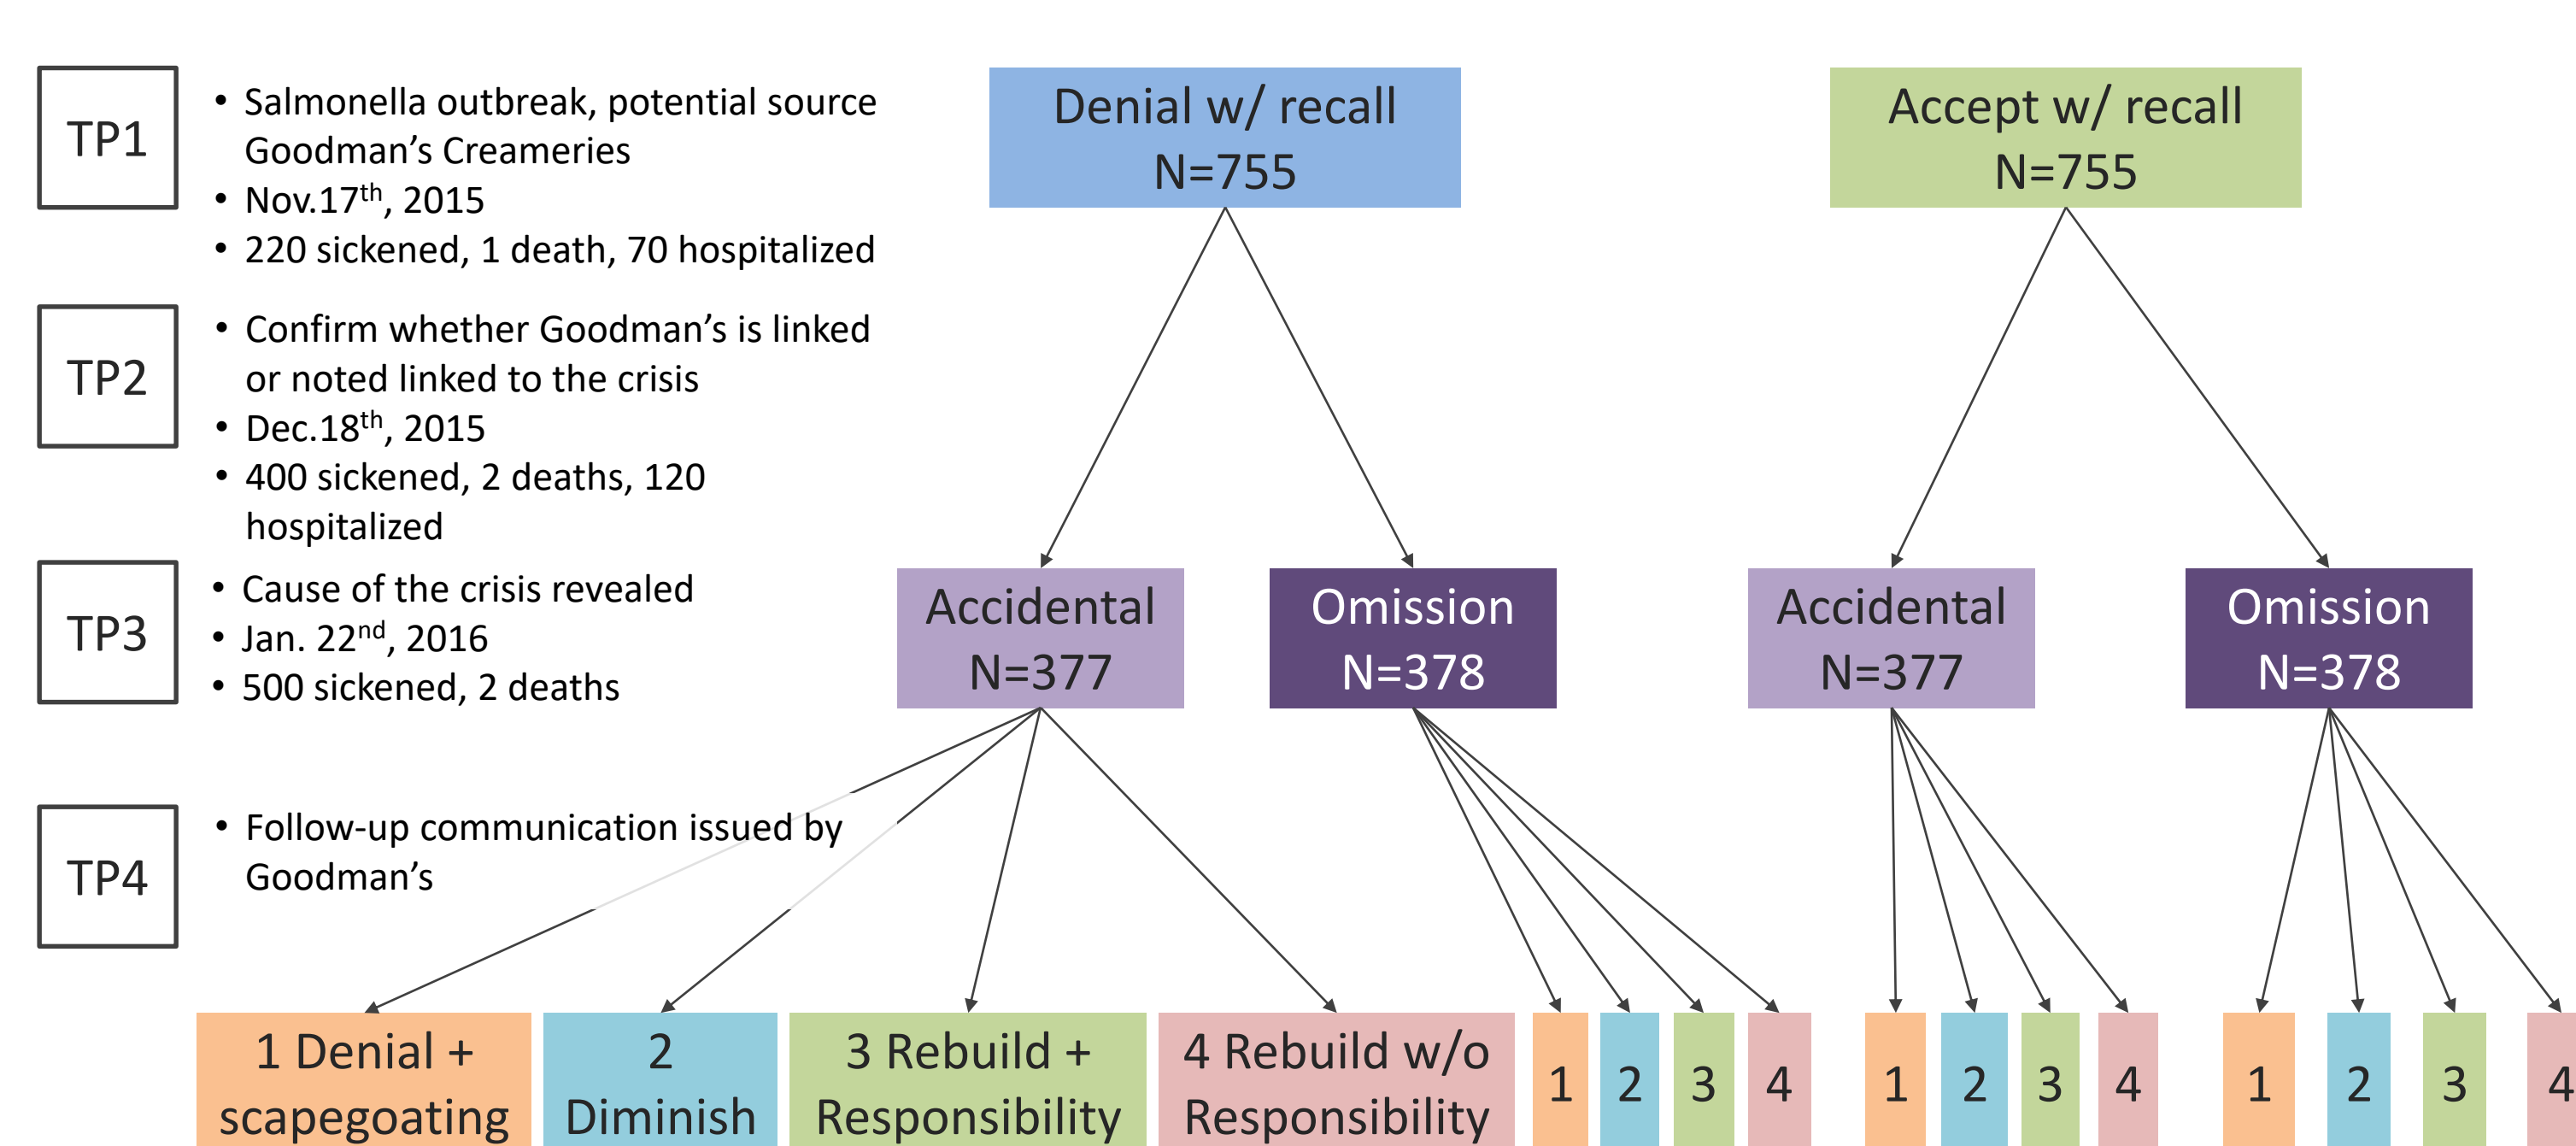 TP1
• Salmonella outbreak, potential source
Goodman’s Creameries
• Nov.17th, 2015
• 220 sickened, 1 death, 70 hospitalized
Denial w/ recall
N=755
Accept w/ recall
N=755
TP2
• Confirm whether Goodman’s is linked
or noted linked to the crisis
• Dec.18th, 2015
• 400 sickened, 2 deaths, 120
hospitalized
TP3
• Cause of the crisis revealed
• Jan. 22nd, 2016
• 500 sickened, 2 deaths
Accidental
N=377
Omission
N=378
Accidental
N=377
Omission
N=378
TP4
• Follow-up communication issued by
Goodman’s
1 Denial +
scapegoating
2
Diminish
3 Rebuild +
Responsibility
4 Rebuild w/o
Responsibility
1
2
3
4
1
2
3
4
1
2
3
4